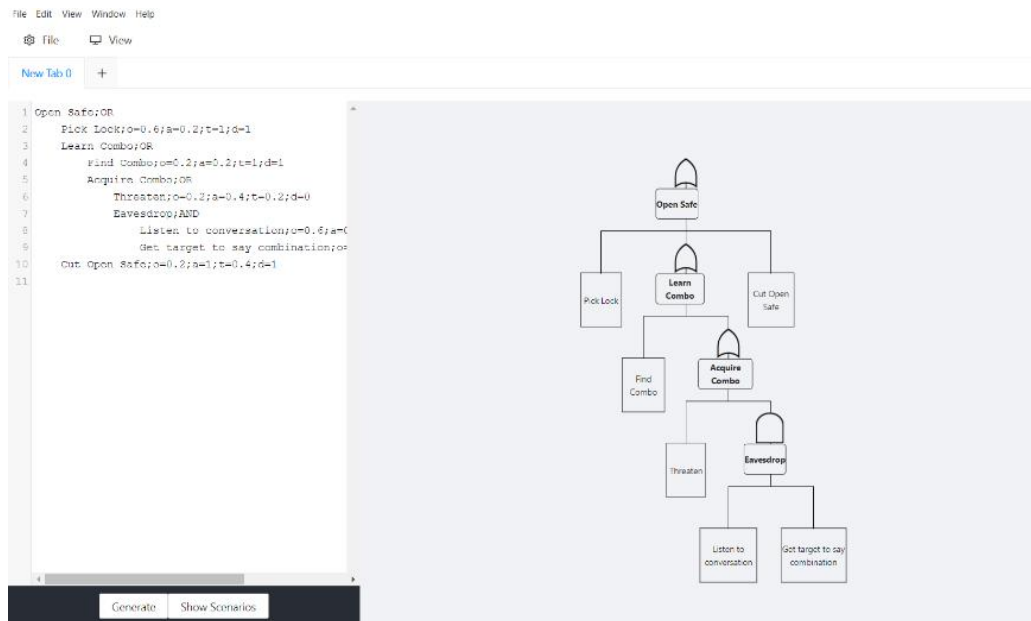 File Edit View Window Help
File View
New Tab 0 +
1 Open Safe;OR
2 Pick Lock;o=0.6;a=0.2;t=1;d=1
3 Learn Combo;OR
4 Find Combo;o=0.2;a=0.2;t=1;d=1
5 Acquire Combo;OR
6 Threaten;o=0.2;a=0.4;t=0.2;d=0
7 Eavesdrop;AND
8 Listen to conversation;o=0.6;a=0
9 Get target to say combination;o=
10 Cut Open Safe;o=0.2;a=1;t=0.4;d=1
11
Generate Show Scenarios
Open Safe
Pick Lock
Learn
Combo
Cut Open
Safe
Find
Combo
Acquire
Combo
Threaten
Eavesdrop
Listen to
conversation
Get target to say
combination